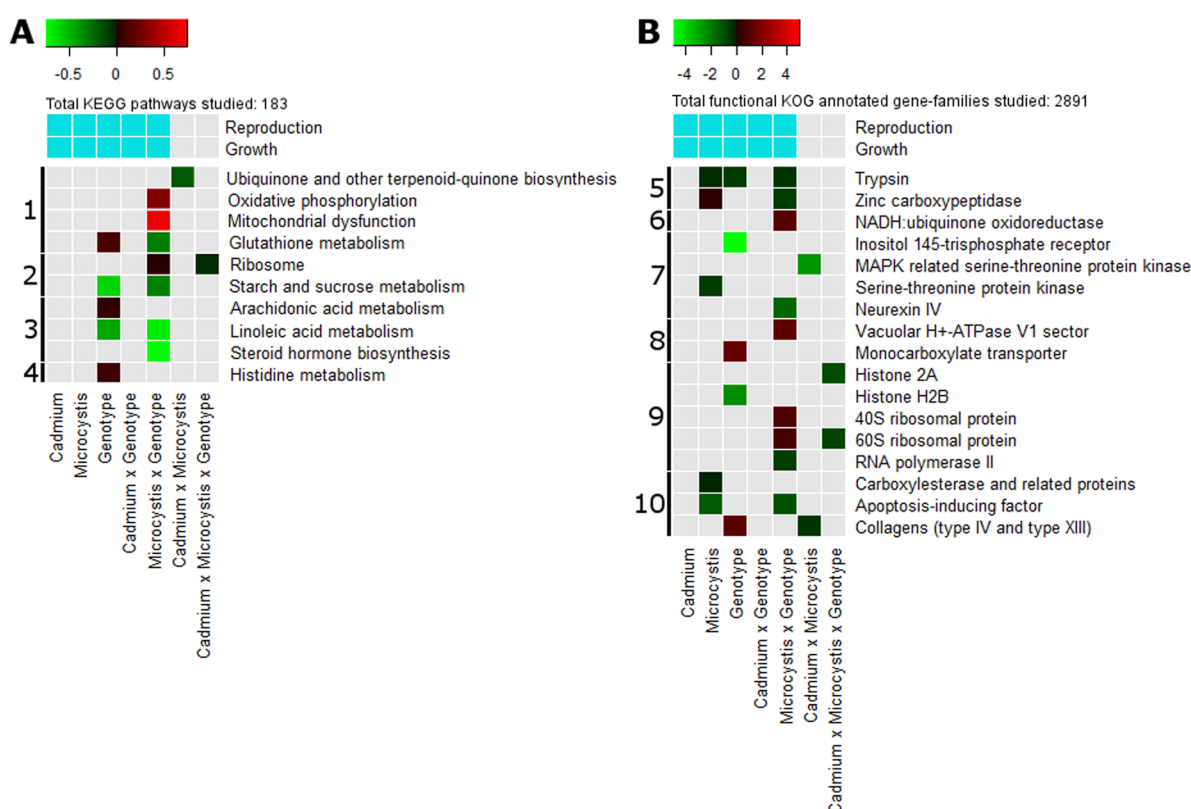 A
-0.5 0 0.5
Total KEGG pathways studied: 183
Reproduction
Growth
1
Ubiquinone and other terpenoid-quinone biosynthesis
Oxidative phosphorylation
Mitochondrial dysfunction
Glutathione metabolism
2
Ribosome
Starch and sucrose metabolism
3
Arachidonic acid metabolism
Linoleic acid metabolism
Steroid hormone biosynthesis
4
Histidine metabolism
Cadmium
Microcystis
Genotype
Cadmium x Genotype
Microcystis x Genotype
Cadmium x Microcystis
Cadmium x Microcystis x Genotype
B
-4 -2 0 2 4
Total functional KOG annotated gene-families studied: 2891
Reproduction
Growth
5
Trypsin
Zinc carboxypeptidase
6
NADH:ubiquinone oxidoreductase
7
Inositol 145-trisphosphate receptor
MAPK related serine-threonine protein kinase
Serine-threonine protein kinase
Neurexin IV
8
Vacuolar H+-ATPase V1 sector
Monocarboxylate transporter
9
Histone 2A
Histone H2B
40S ribosomal protein
60S ribosomal protein
RNA polymerase II
10
Carboxylesterase and related proteins
Apoptosis-inducing factor
Collagens (type IV and type XIII)
Cadmium
Microcystis
Genotype
Cadmium x Genotype
Microcystis x Genotype
Cadmium x Microcystis
Cadmium x Microcystis x Genotype